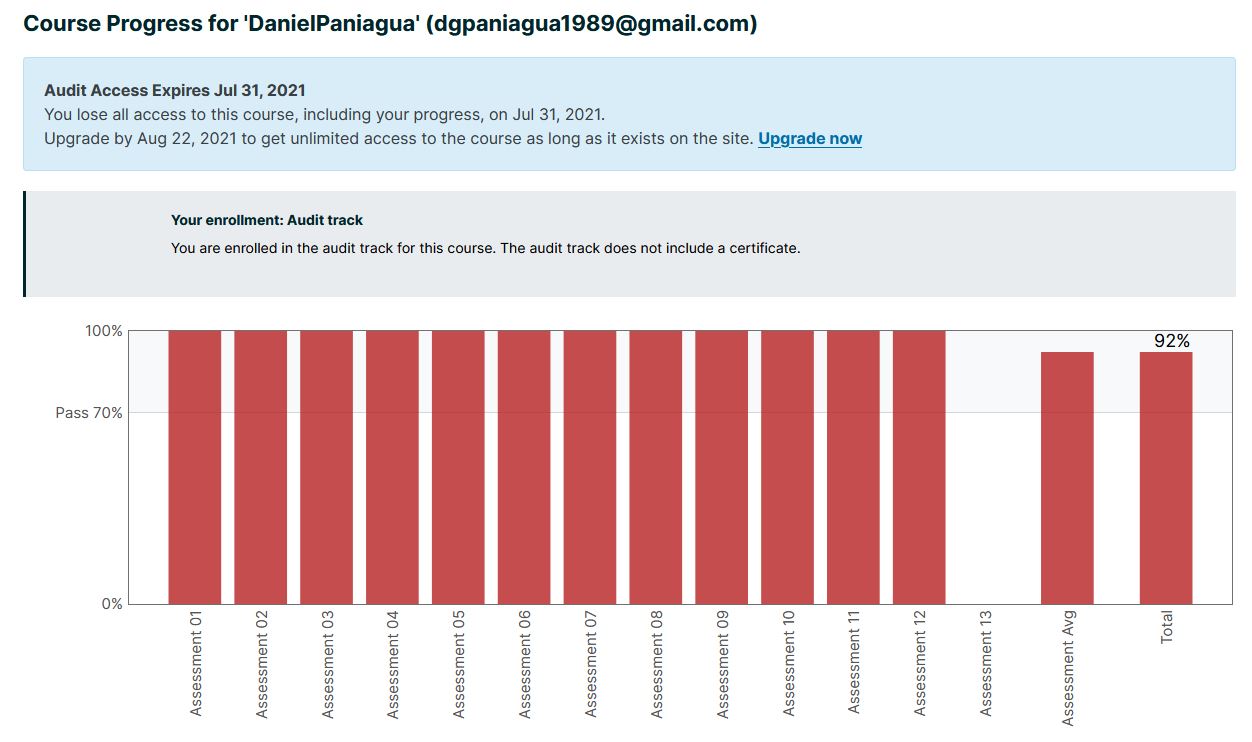 Course Progress for 'DanielPaniagua' (dgpaniagua1989@gmail.com)
Audit Access Expires Jul 31, 2021
You lose all access to this course, including your progress, on Jul 31, 2021.
Upgrade by Aug 22, 2021 to get unlimited access to the course as long as it exists on the site. Upgrade now
Your enrollment: Audit track
You are enrolled in the audit track for this course. The audit track does not include a certificate.
100%
92%
Pass 70%
0%
Assessment 01
Assessment 02
Assessment 03
Assessment 04
Assessment 05
Assessment 06
Assessment 07
Assessment 08
Assessment 09
Assessment 10
Assessment 11
Assessment 12
Assessment 13
Assessment Avg
Total